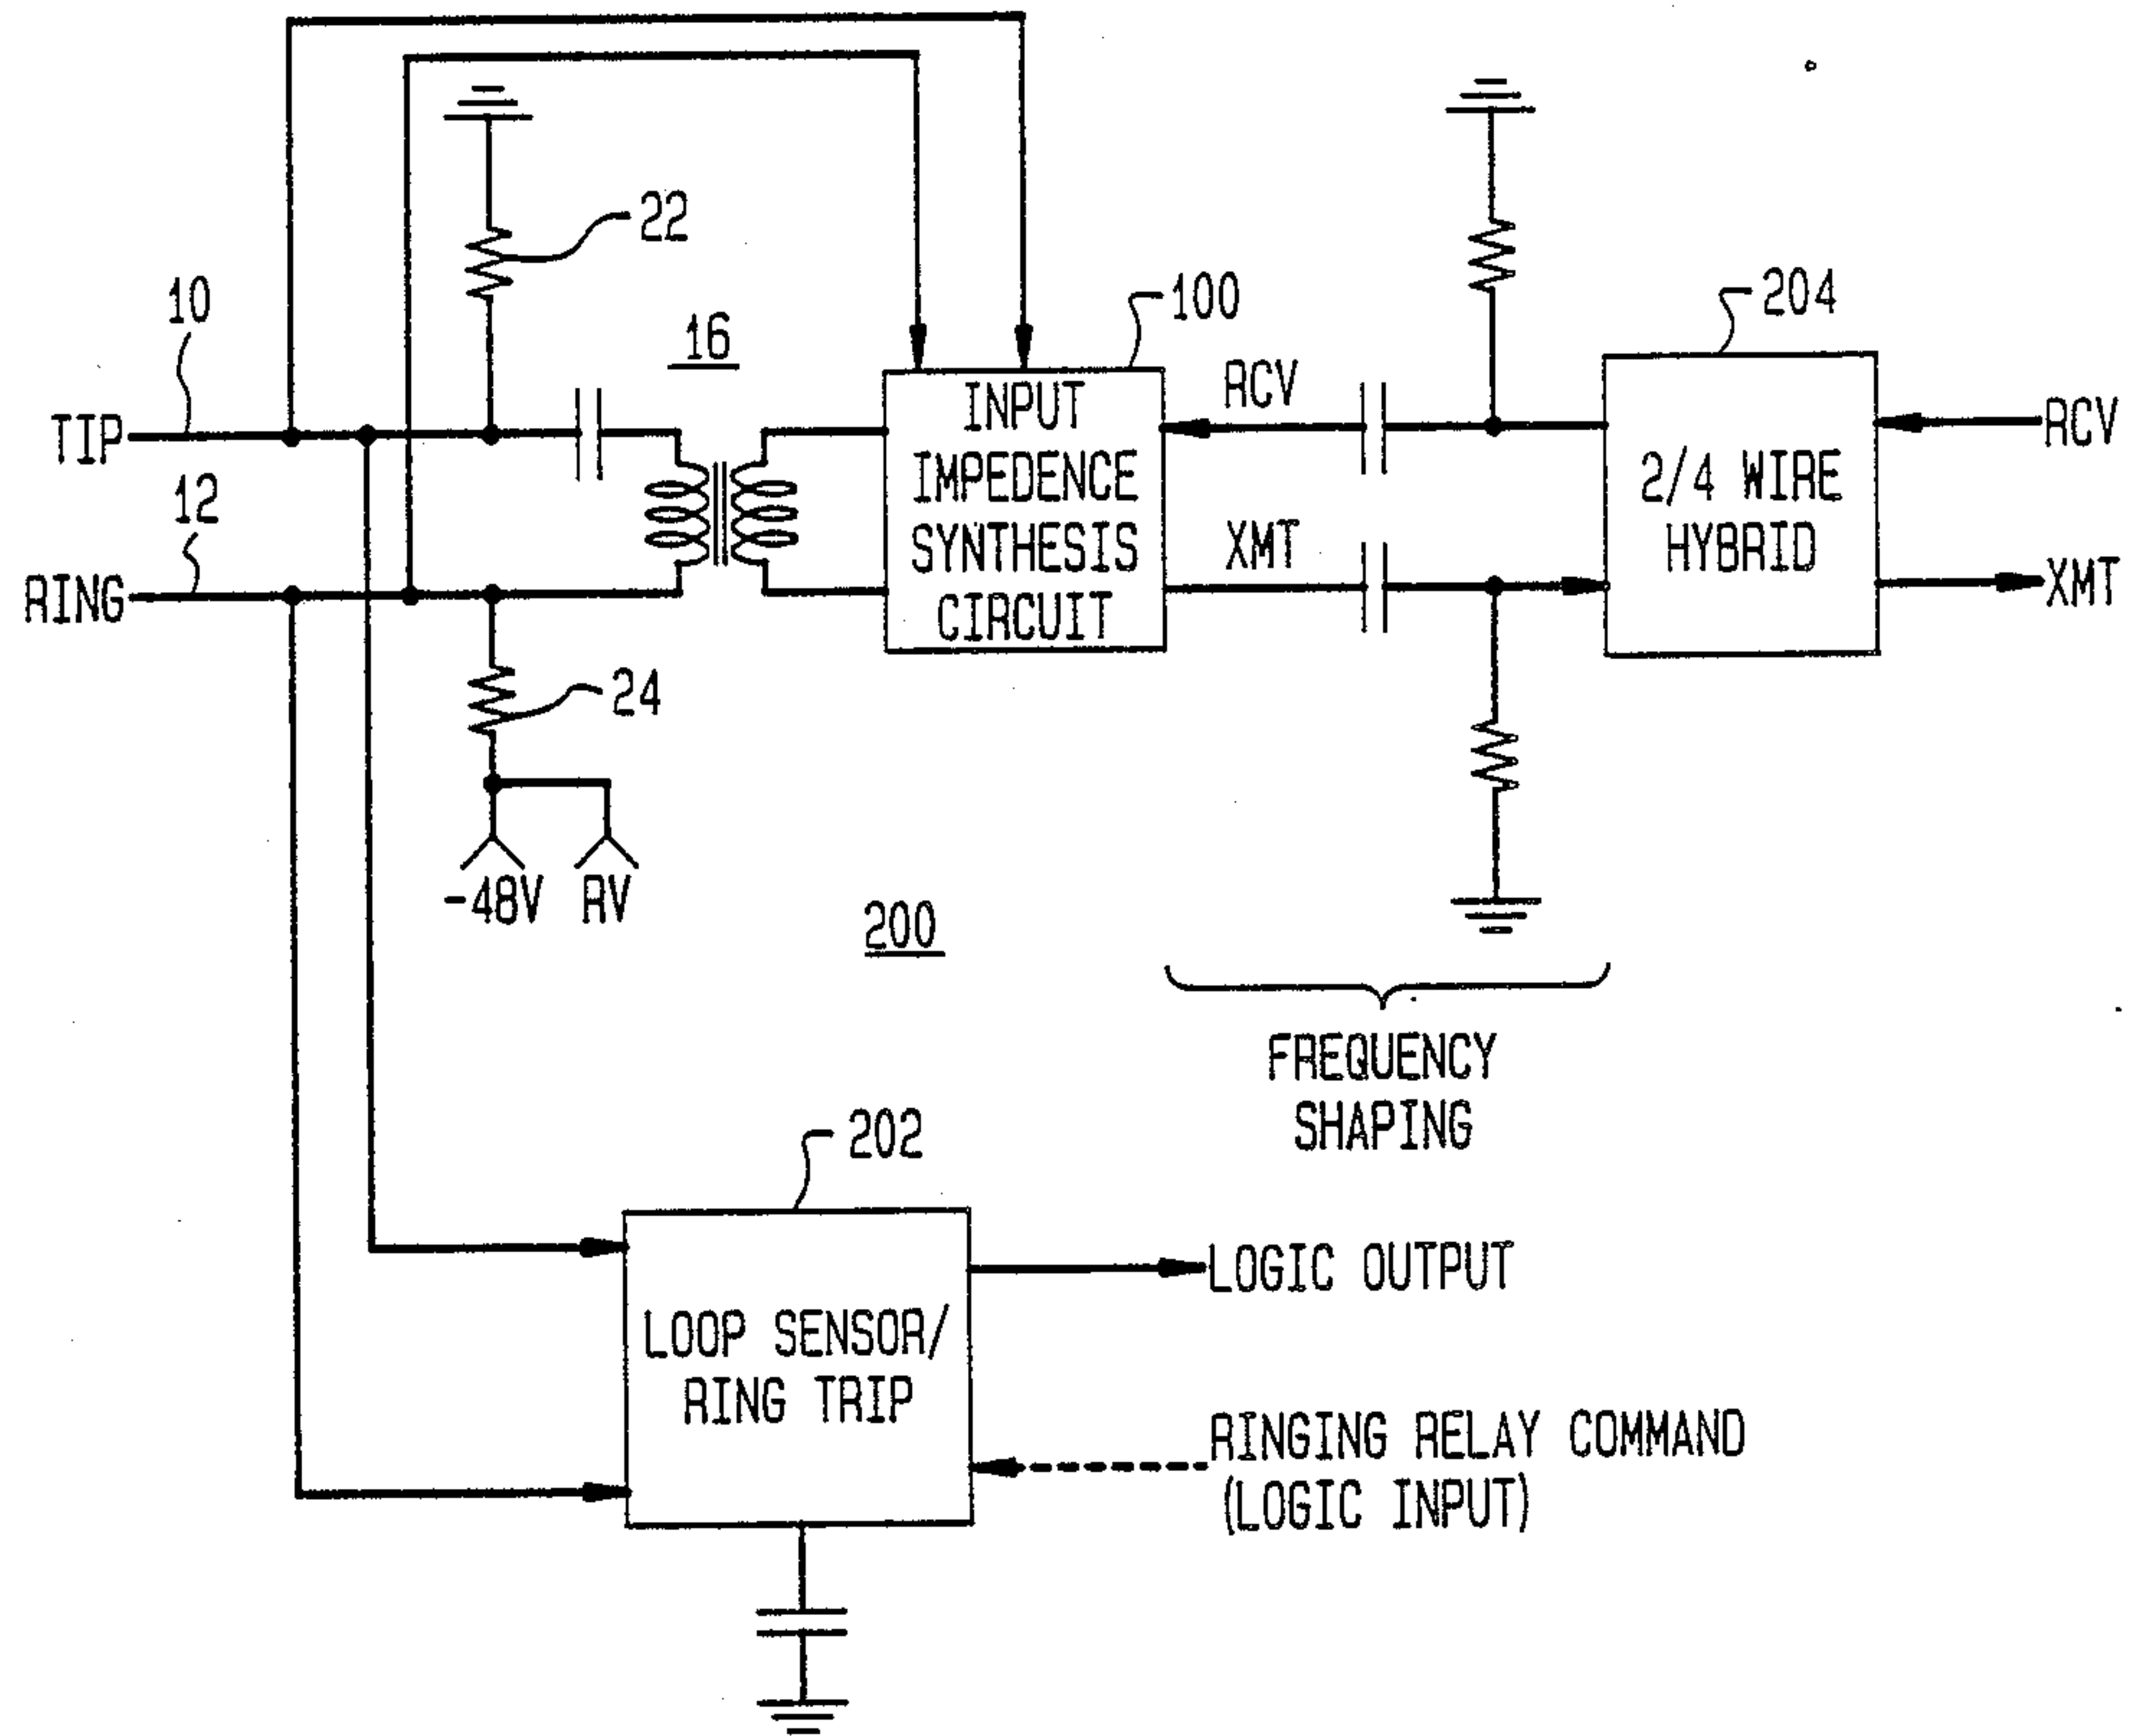 22
10
16
100
204
TIP
INPUT
IMPEDENCE
SYNTHESIS
CIRCUIT
RCV
2/4 WIRE
HYBRID
RCV
12
XMT
RING
XMT
24
-48V
RV
200
FREQUENCY
SHAPING
202
LOOP SENSOR/
RING TRIP
LOGIC OUTPUT
RINGING RELAY COMMAND
(LOGIC INPUT)